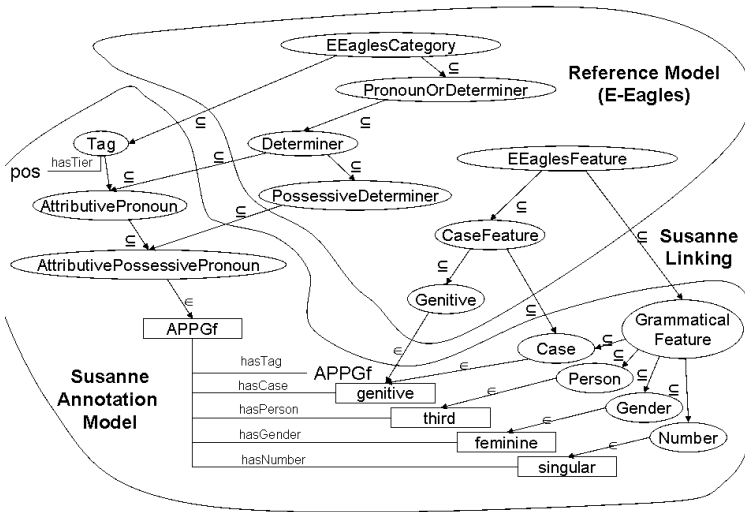 EEaglesCategory
⊆
Reference Model
(E-Eagles)
PronounOrDeterminer
⊆
⊆
Tag
Determiner
hasTier
pos
EEaglesFeature
⊆
⊆
PossessiveDeterminer
AttributivePronoun
⊆
⊆
CaseFeature
⊆
⊆
Susanne
Linking
AttributivePossessivePronoun
⊆
Genitive
∈
⊆
APPGf
Grammatical
Feature
∈
Case
⊆
hasTag
APPGf
∈
Person
⊆
Susanne
Annotation
Model
hasCase
genitive
∈
⊆
⊆
hasPerson
third
Gender
∈
hasGender
feminine
Number
∈
hasNumber
singular